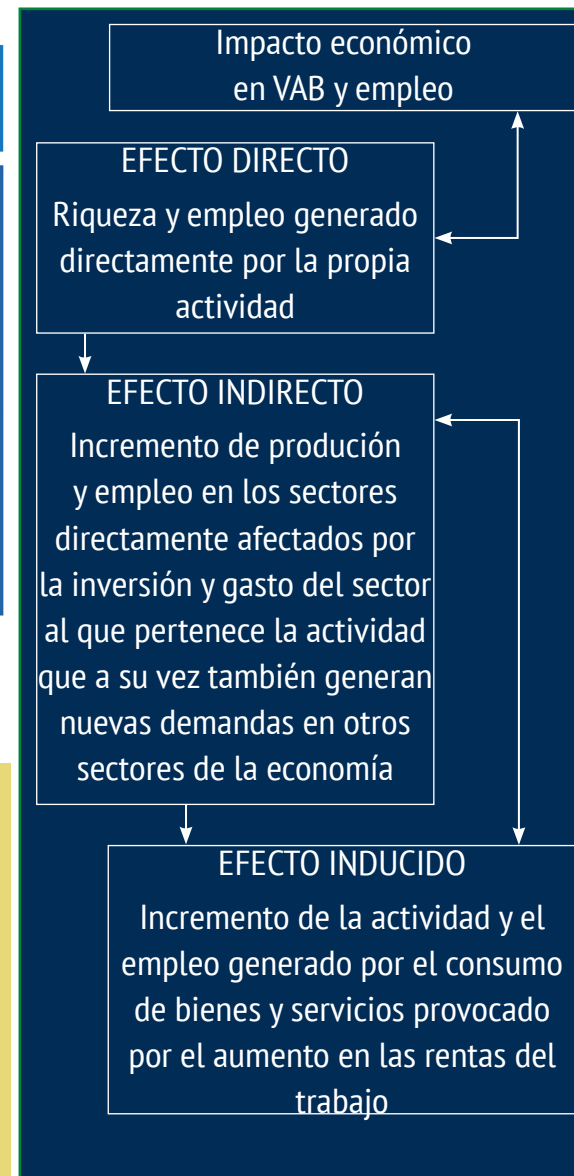 Impacto económico
en VAB y empleo
EFECTO DIRECTO
Riqueza y empleo generado
directamente por la propia
actividad
EFECTO INDIRECTO
Incremento de produción
y empleo en los sectores
directamente afectados por
la inversión y gasto del sector
al que pertenece la actividad
que a su vez también generan
nuevas demandas en otros
sectores de la economía
EFECTO INDUCIDO
Incremento de la actividad y el
empleo generado por el consumo
de bienes y servicios provocado
por el aumento en las rentas del
trabajo